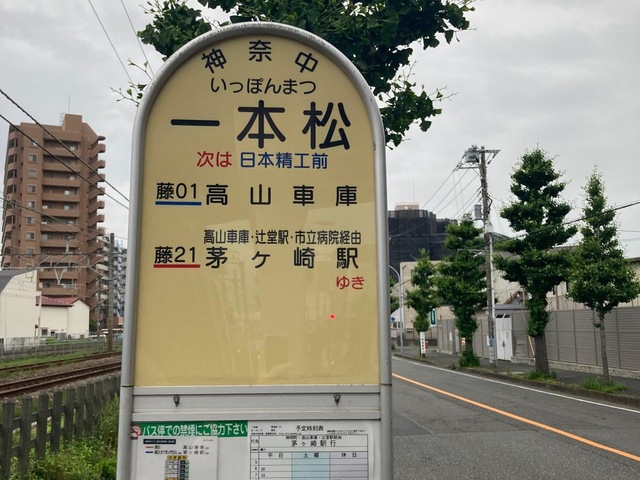 神奈中
いっぽんまつ
一本松
次は 日本精工前
藤01 高山車庫
高山車庫・辻堂駅・市立病院経由
藤21 茅ヶ崎駅
ゆき
バス停での禁煙にご協力下さい
予定時刻表
茅ヶ崎駅行
平日 土曜 休日